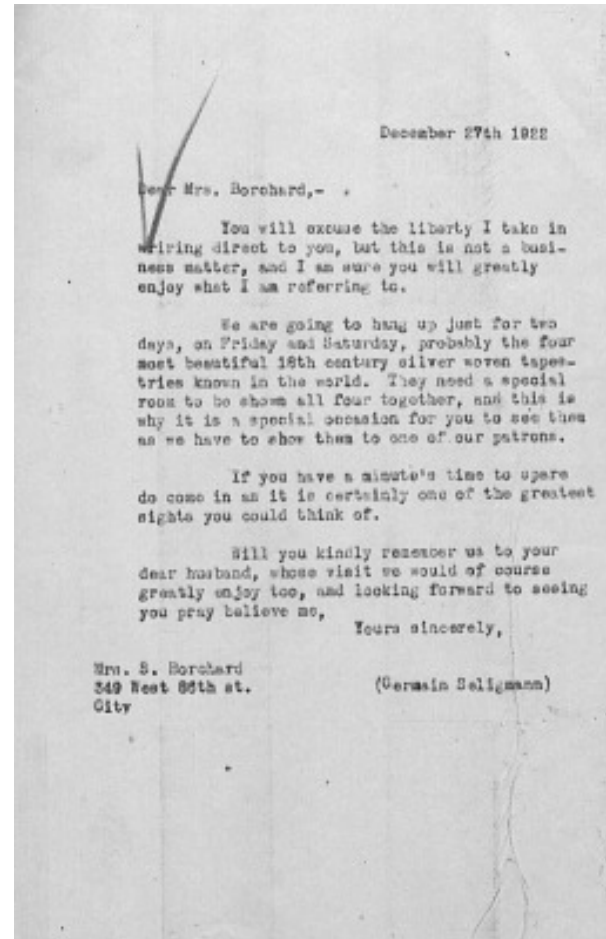 December 27th 1922
Dear Mrs. Borchard,-
You will excuse the liberty I take in
wriring direct to you, but this is not a busi-
ness matter, and I am sure you will greatly
enjoy what I am referring to.
We are going to hang up just for two
days, on Friday and Saturday, probably the four
most beautiful 18th century silver woven tapes-
tries known in the world. They need a special
room to be shown all four together, and this is
why it is a special occasion for you to see them
as we have to show them to one of our patrons.
If you have a minute's time to spare
do come in as it is certainly one of the greatest
sights you could think of.
Will you kindly remember us to your
dear husband, whose visit we would of course
greatly enjoy too, and looking forward to seeing
you pray believe me,
Yours sincerely,
Mrs. S. Borchard
349 West 86th st.
City
(Germain Seligmann)